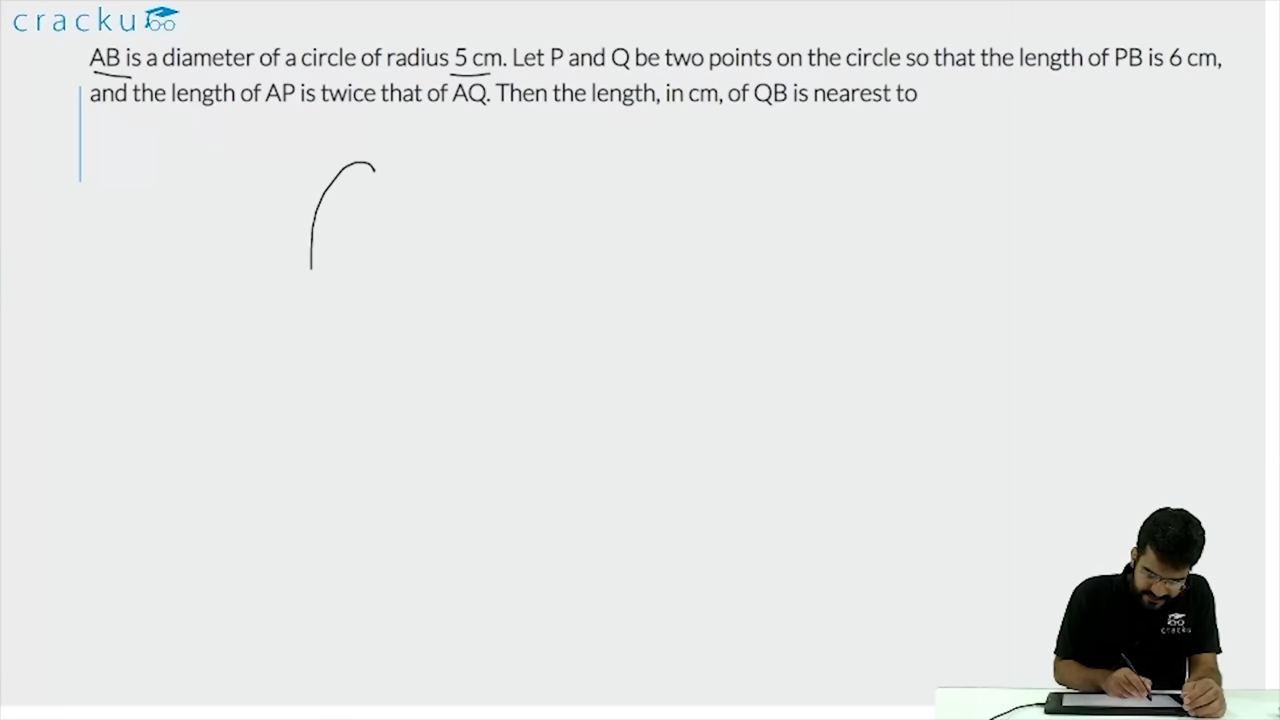 cracku
AB is a diameter of a circle of radius 5 cm. Let P and Q be two points on the circle so that the length of PB is 6 cm,
and the length of AP is twice that of AQ. Then the length, in cm, of QB is nearest to
cracku